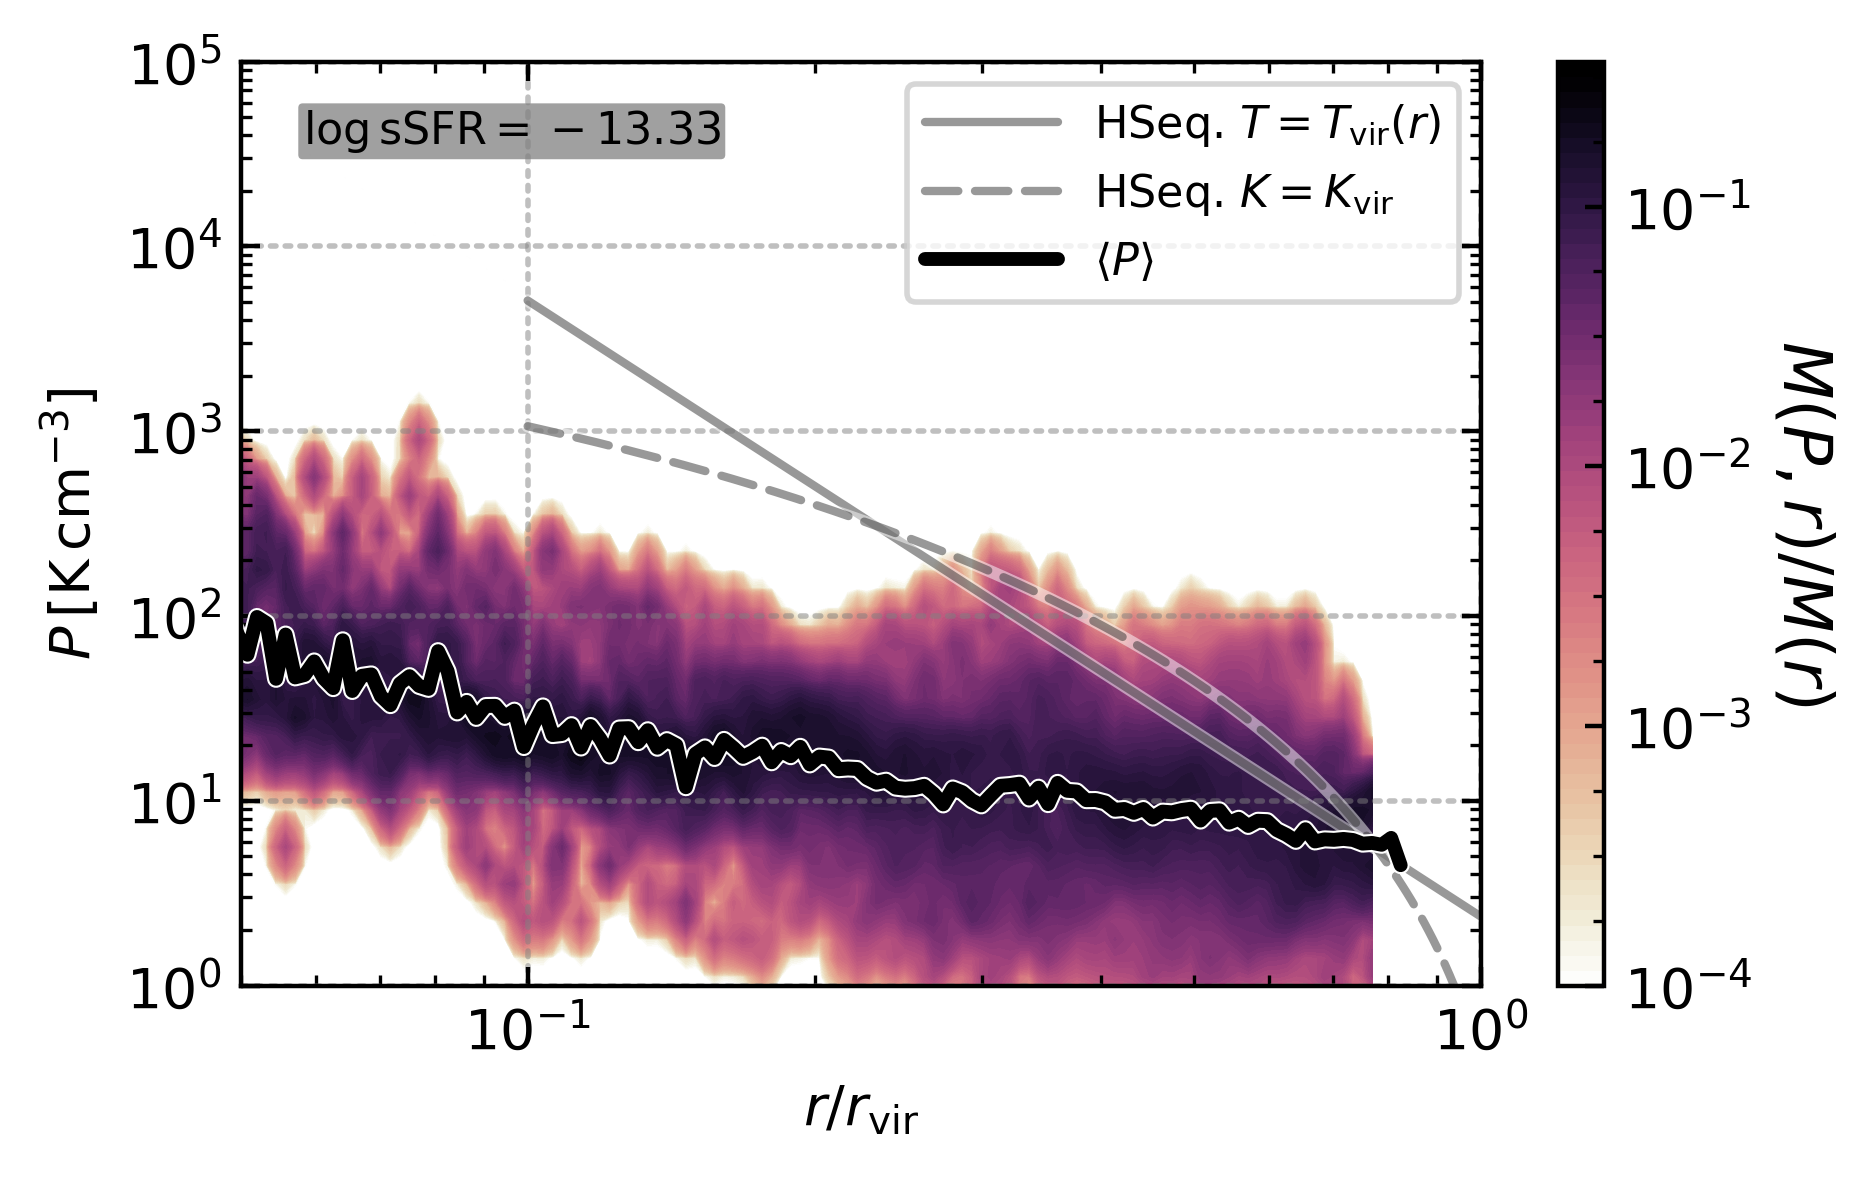 10^5
10^4
10^3
10^2
10^1
10^0
P [K cm^−3]
log sSFR = − 13.33
HSeq. T = T_vir(r)
HSeq. K = K_vir
⟨P⟩
10^−1
10^0
r/r_vir
10^−1
10^−2
10^−3
10^−4
M(P, r)/M(r)